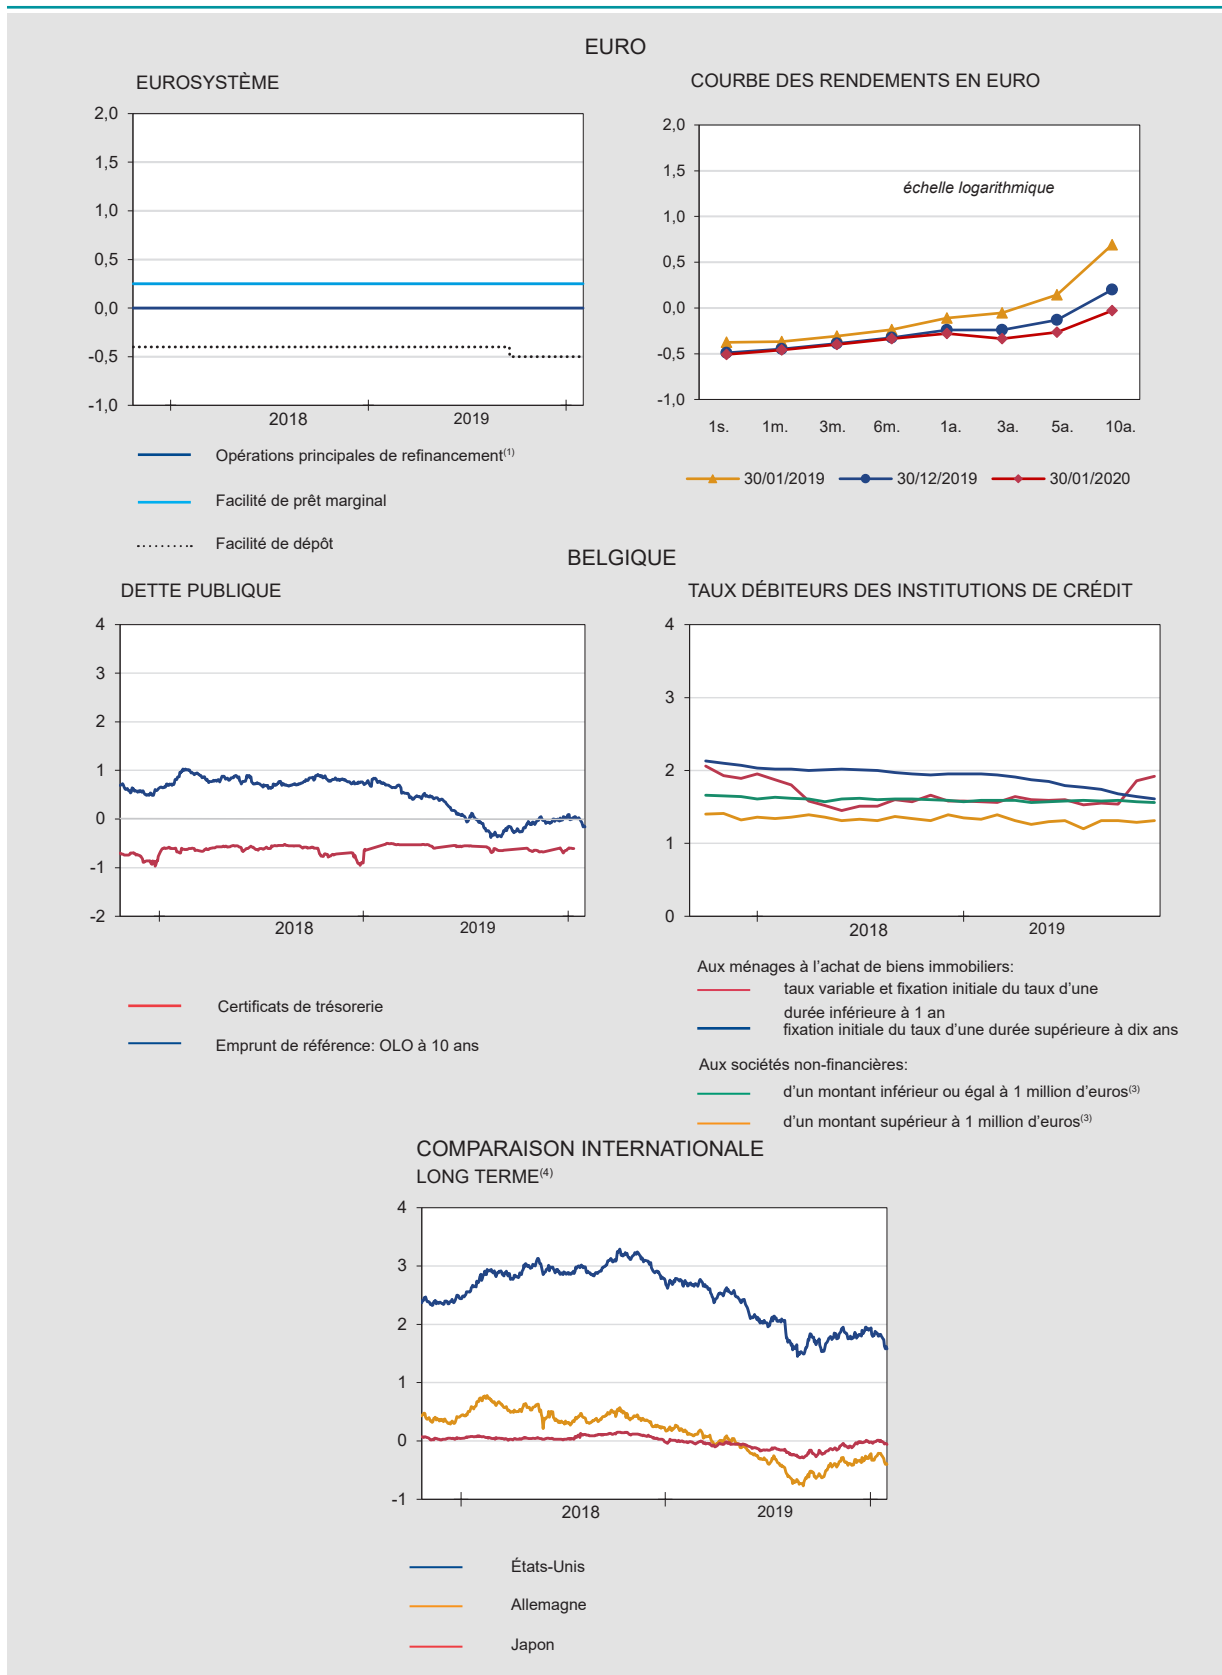 EURO
EUROSYSTÈME
2,0
1,5
1,0
0,5
0,0
-0,5
-1,0
2018
2019
Opérations principales de refinancement(1)
Facilité de prêt marginal
Facilité de dépôt
COURBE DES RENDEMENTS EN EURO
2,0
1,5
1,0
0,5
0,0
-0,5
-1,0
échelle logarithmique
1s. 1m. 3m. 6m. 1a. 3a. 5a. 10a.
30/01/2019 30/12/2019 30/01/2020
BELGIQUE
DETTE PUBLIQUE
4
3
2
1
0
-1
-2
2018
2019
Certificats de trésorerie
Emprunt de référence: OLO à 10 ans
TAUX DÉBITEURS DES INSTITUTIONS DE CRÉDIT
4
3
2
1
0
2018
2019
Aux ménages à l’achat de biens immobiliers:
taux variable et fixation initiale du taux d’une
durée inférieure à 1 an
fixation initiale du taux d’une durée supérieure à dix ans
Aux sociétés non-financières:
d’un montant inférieur ou égal à 1 million d’euros(3)
d’un montant supérieur à 1 million d’euros(3)
COMPARAISON INTERNATIONALE
LONG TERME(4)
4
3
2
1
0
-1
2018
2019
États-Unis
Allemagne
Japon